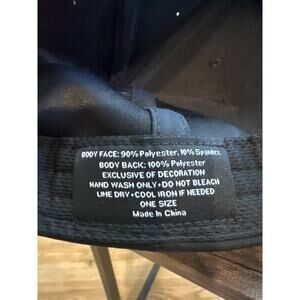 BODY FACE: 90% Polyester, 10% Spandex
BODY BACK: 100% Polyester
EXCLUSIVE OF DECORATION
HAND WASH ONLY•DO NOT BLEACH
LINE DRY•COOL IRON IF NEEDED
ONE SIZE
Made In China